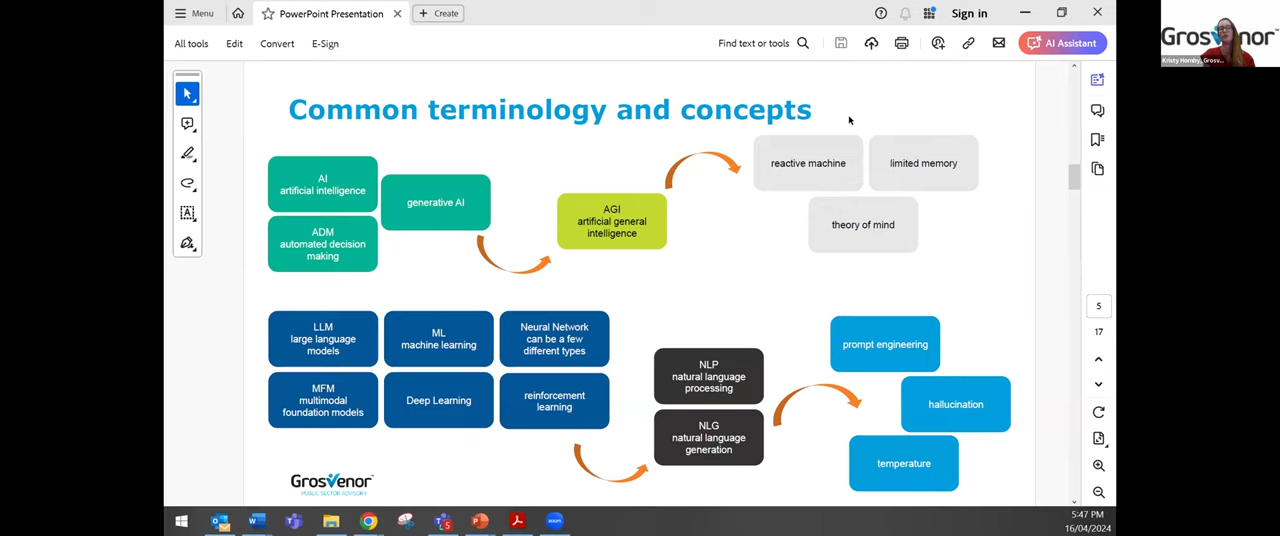 Menu
PowerPoint Presentation
Create
Sign in
All tools
Edit
Convert
E-Sign
Find text or tools
AI Assistant
Grosvenor
Kristy Hornby, Grosv...
Common terminology and concepts
AI
artificial intelligence
generative AI
ADM
automated decision
making
AGI
artificial general
intelligence
reactive machine
limited memory
theory of mind
LLM
large language
models
ML
machine learning
Neural Network
can be a few
different types
MFM
multimodal
foundation models
Deep Learning
reinforcement
learning
NLP
natural language
processing
NLG
natural language
generation
prompt engineering
hallucination
temperature
Grosvenor
PUBLIC SECTOR ADVISORY
5
17
5:47 PM
16/04/2024